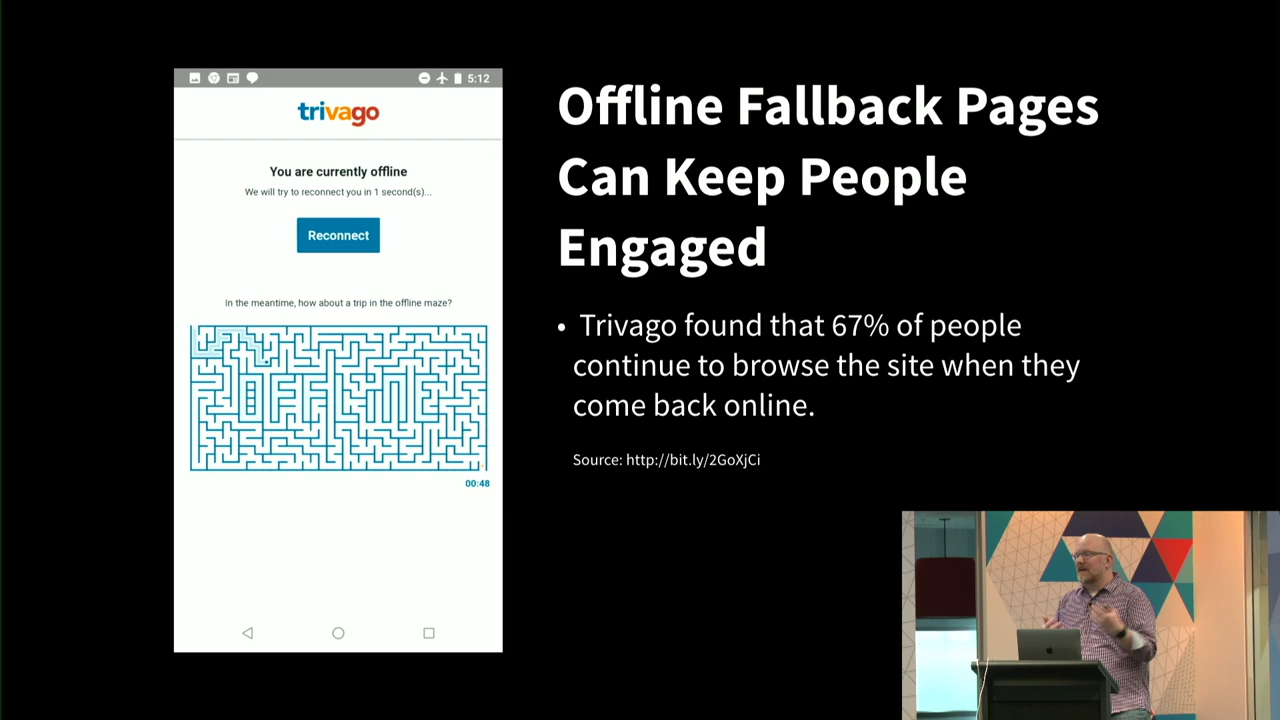 5:12
trivago
You are currently offline
We will try to reconnect you in 1 second(s)...
Reconnect
In the meantime, how about a trip in the offline maze?
OFFLINE
00:48
Offline Fallback Pages
Can Keep People
Engaged
• Trivago found that 67% of people
continue to browse the site when they
come back online.
Source: http://bit.ly/2GoXjCi